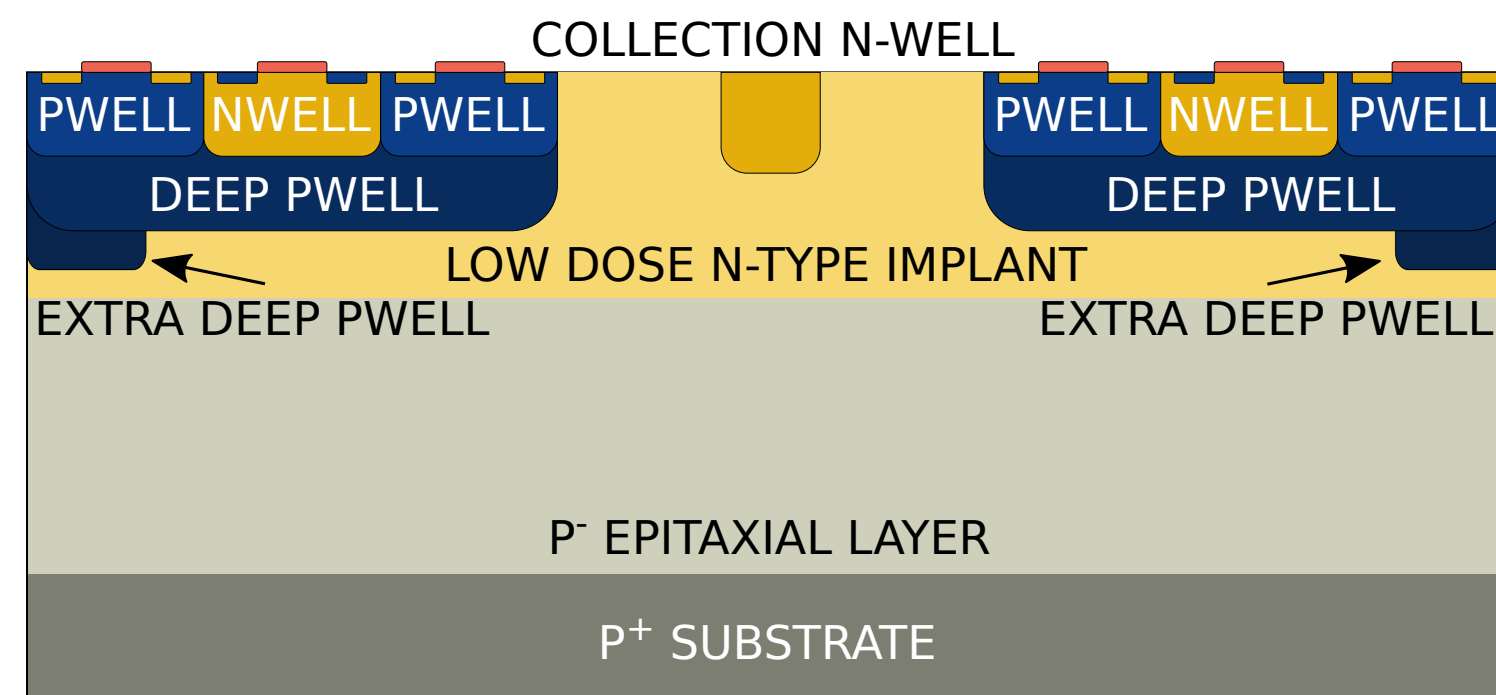 COLLECTION N-WELL
PWELL NWELL PWELL PWELL NWELL PWELL
DEEP PWELL DEEP PWELL
LOW DOSE N-TYPE IMPLANT
EXTRA DEEP PWELL EXTRA DEEP PWELL
P⁻ EPITAXIAL LAYER
P⁺ SUBSTRATE